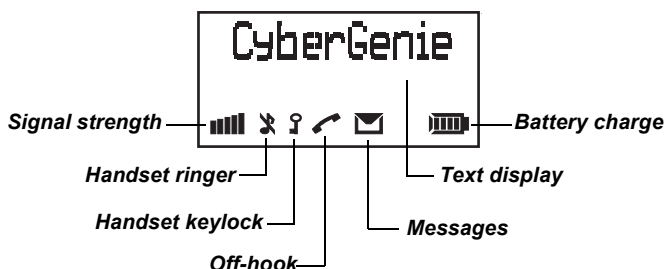 CyberGenie
Signal strength
Battery charge
Handset ringer
Text display
Handset keylock
Messages
Off-hook